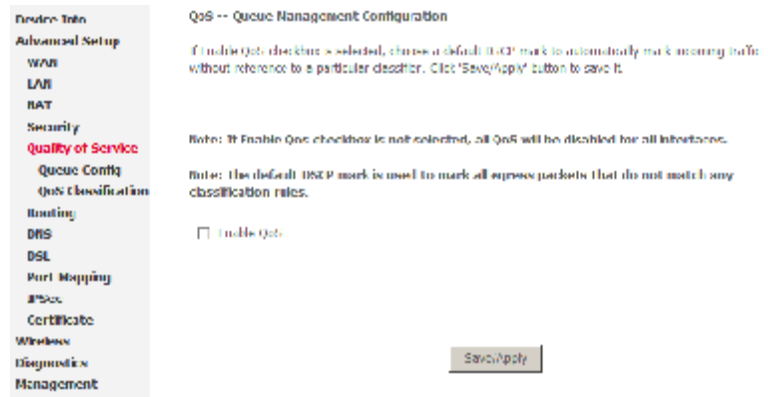 Device Info
Advanced Setup
WAN
LAN
NAT
Security
Quality of Service
Queue Config
QoS Classification
Routing
DNS
DSL
Port Mapping
IPSec
Certificate
Wireless
Diagnostics
Management
QoS -- Queue Management Configuration
If Enable QoS checkbox is selected, choose a default DSCP mark to automatically mark incoming traffic
without reference to a particular classifier. Click 'Save/Apply' button to save it.
Note: If Enable Qos checkbox is not selected, all QoS will be disabled for all interfaces.
Note: The default DSCP mark is used to mark all egress packets that do not match any
classification rules.
Enable QoS
Save/Apply